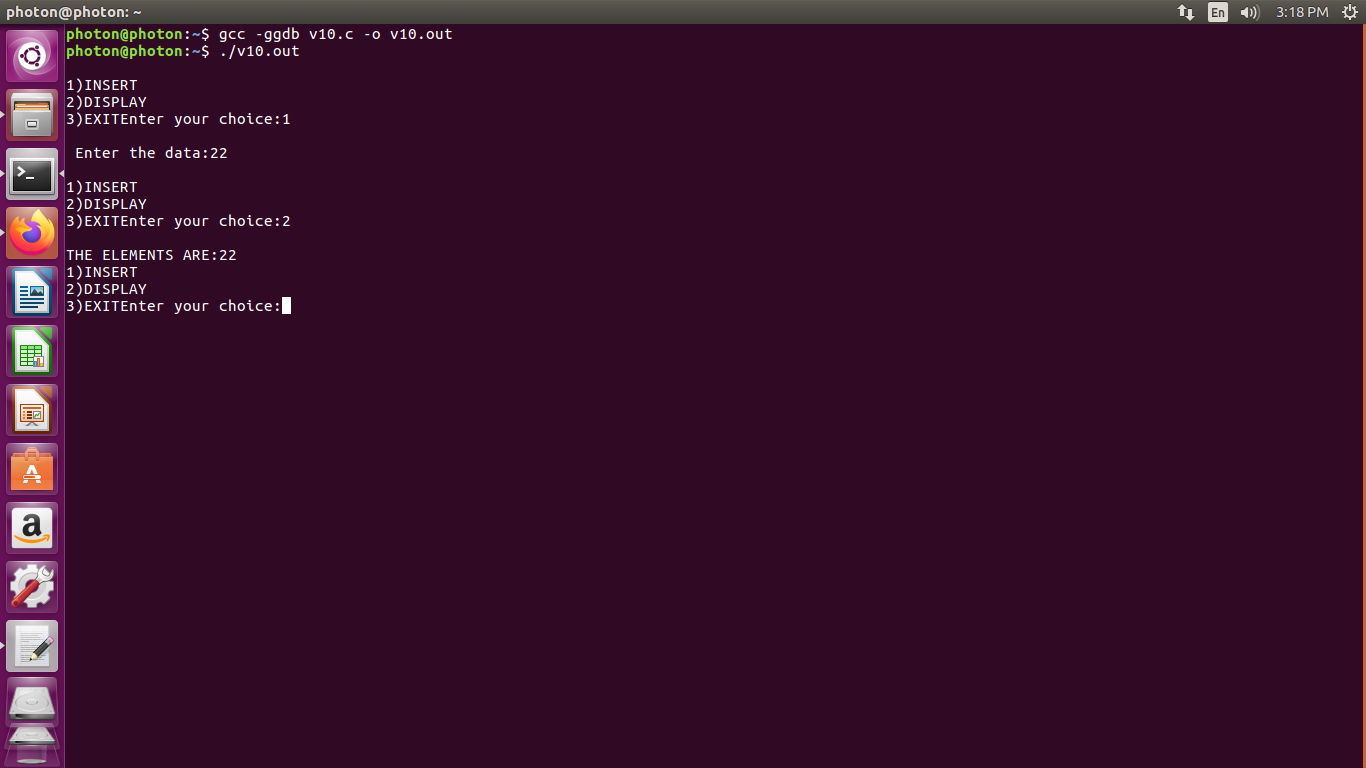 photon@photon: ~
En
3:18 PM
photon@photon:~$ gcc -ggdb v10.c -o v10.out
photon@photon:~$ ./v10.out
1)INSERT
2)DISPLAY
3)EXITEnter your choice:1
Enter the data:22
1)INSERT
2)DISPLAY
3)EXITEnter your choice:2
THE ELEMENTS ARE:22
1)INSERT
2)DISPLAY
3)EXITEnter your choice: